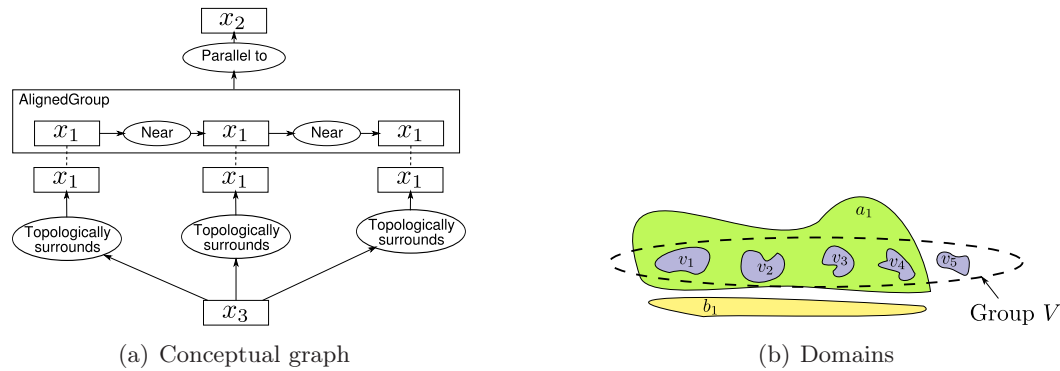 x₂
Parallel to
AlignedGroup
x₁ Near x₁ Near x₁
x₁ x₁ x₁
Topologically
surrounds
Topologically
surrounds
Topologically
surrounds
x₃
(a) Conceptual graph
a₁
v₁ v₂ v₃ v₄ v₅
b₁
Group V
(b) Domains